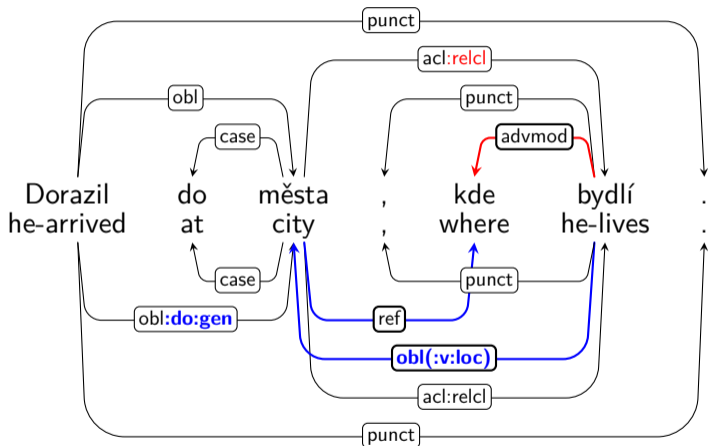 punct
acl:relcl
obl
punct
case
advmod
Dorazil do města , kde bydlí .
he-arrived at city , where he-lives .
case
punct
obl:do:gen
ref
obl(:v:loc)
acl:relcl
punct